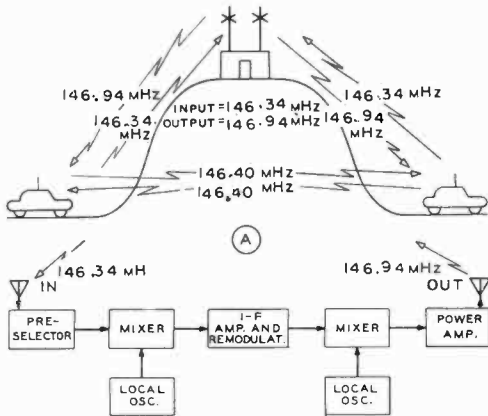 146.94 MHz
146.34 MHz
INPUT=146.34 MHz
OUTPUT=146.94 MHz
146.34 MHz
146.94 MHz
146.40 MHz
146.40
A
146.34 MH
IN
146.94 MHz
OUT
PRE-
SELECTOR
MIXER
I-F
AMP. AND
REMODULAT.
MIXER
POWER
AMP.
LOCAL
OSC.
LOCAL
OSC.